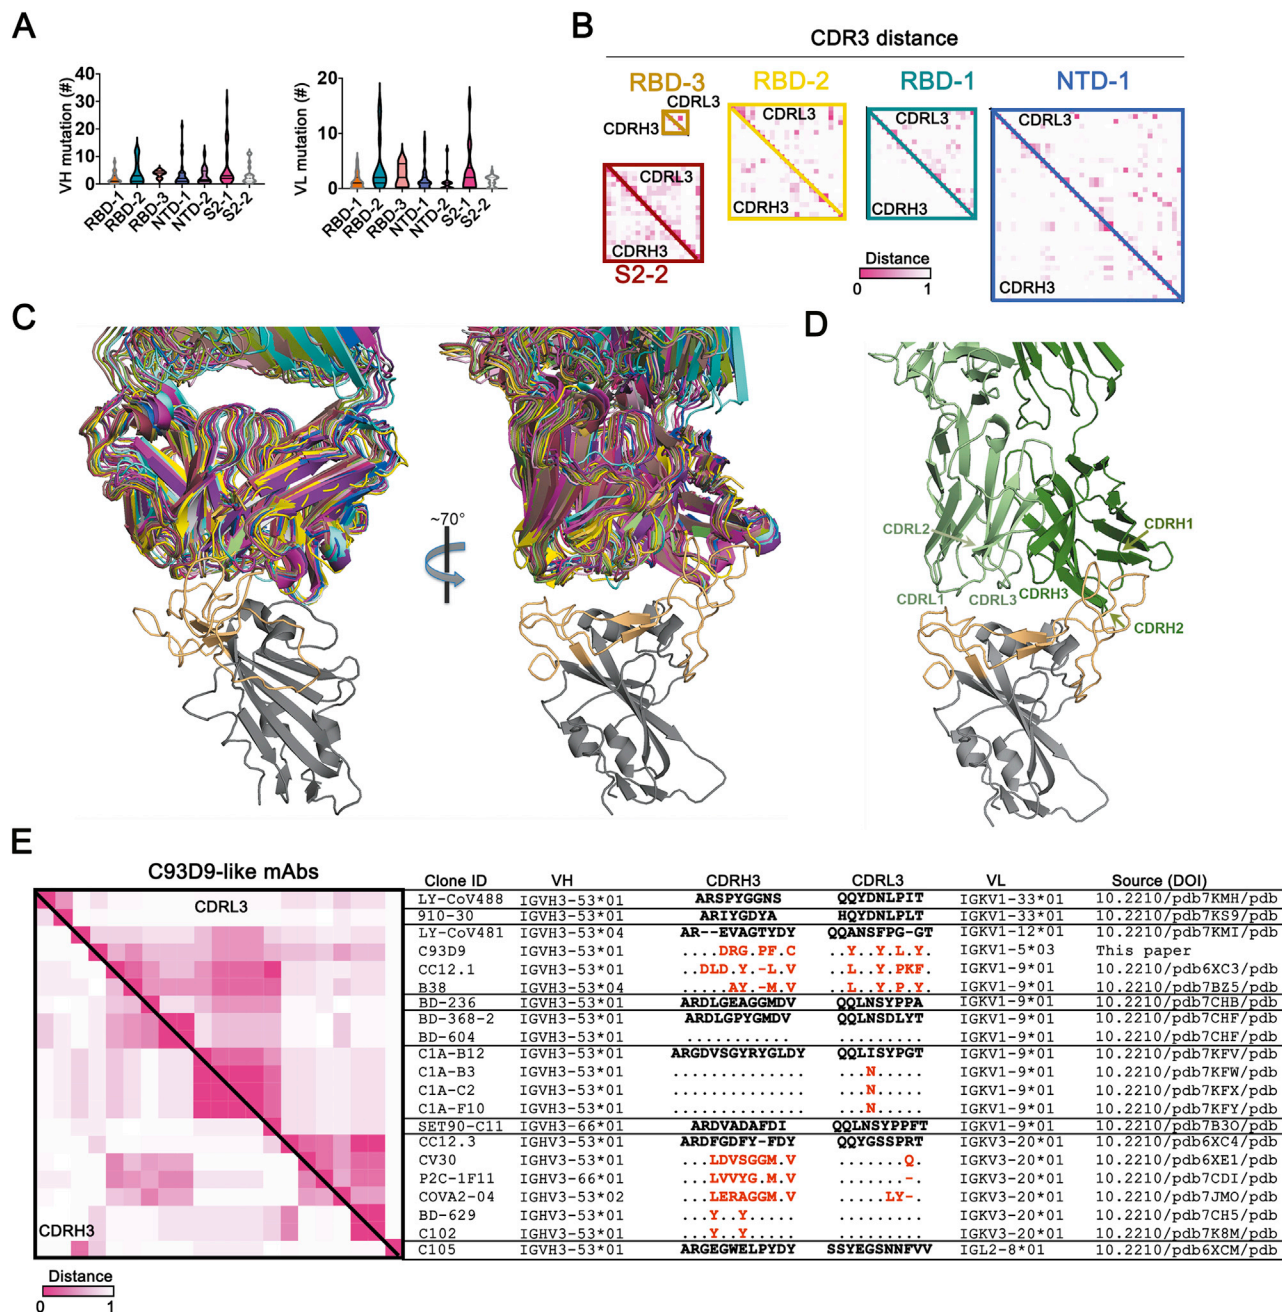 A
VH mutation (#)
40
30
20
10
0
RBD-1
RBD-2
RBD-3
NTD-1
NTD-2
S2-1
S2-2
VL mutation (#)
20
10
0
RBD-1
RBD-2
RBD-3
NTD-1
NTD-2
S2-1
S2-2
B
CDR3 distance
RBD-3
CDRL3
CDRH3
RBD-2
CDRL3
CDRH3
RBD-1
CDRL3
CDRH3
NTD-1
CDRL3
CDRH3
CDRL3
CDRH3
S2-2
Distance
0 1
C
~70°
D
CDRL2
CDRH1
CDRL1
CDRL3
CDRH3
CDRH2
E
C93D9-like mAbs
CDRL3
CDRH3
Distance
0 1
Clone ID VH CDRH3 CDRL3 VL Source (DOI)
LY-CoV488 IGVH3-53*01 ARSPYGGNS QQYDNLPIT IGKV1-33*01 10.2210/pdb7KMH/pdb
910-30 IGVH3-53*01 ARIYGDYA HQYDNLPLT IGKV1-33*01 10.2210/pdb7KS9/pdb
LY-CoV481 IGVH3-53*04 AR--EVAGTYDY QQANSFPG-GT IGKV1-12*01 10.2210/pdb7KMI/pdb
C93D9 IGVH3-53*01 ....DRG.PF.C ..Y.Y.L.Y. IGKV1-5*03 This paper
CC12.1 IGVH3-53*01 ..DLD.Y.-L.V ..L..Y.PKF. IGKV1-9*01 10.2210/pdb6XC3/pdb
B38 IGVH3-53*04 .....AY.-M.V ..L..Y.P.Y. IGKV1-9*01 10.2210/pdb7BZ5/pdb
BD-236 IGVH3-53*01 ARDLGEAGGMDV QQLNSYPPA IGKV1-9*01 10.2210/pdb7CHB/pdb
BD-368-2 IGVH3-53*01 ARDLGPYGMDV QQLNSDLYT IGKV1-9*01 10.2210/pdb7CHF/pdb
BD-604 IGVH3-53*01 ........... ......... IGKV1-9*01 10.2210/pdb7CHF/pdb
C1A-B12 IGVH3-53*01 ARGDVSGYRYGLDY QQLISYPGT IGKV1-9*01 10.2210/pdb7KFV/pdb
C1A-B3 IGVH3-53*01 .............. ...N..... IGKV1-9*01 10.2210/pdb7KFW/pdb
C1A-C2 IGVH3-53*01 .............. ...N..... IGKV1-9*01 10.2210/pdb7KFX/pdb
C1A-F10 IGVH3-53*01 .............. ...N..... IGKV1-9*01 10.2210/pdb7KFY/pdb
SET90-C11 IGVH3-66*01 ARDVADAFDI QQLNSYPPFT IGKV1-9*01 10.2210/pdb7B3O/pdb
CC12.3 IGHV3-53*01 ARDFGDFY-FDY QQYGSSPRT IGKV3-20*01 10.2210/pdb6XC4/pdb
CV30 IGHV3-53*01 ...LDVSGGM.V .......Q. IGKV3-20*01 10.2210/pdb6XE1/pdb
P2C-1F11 IGHV3-66*01 ...LVVYG.M.V .......-. IGKV3-20*01 10.2210/pdb7CDI/pdb
COVA2-04 IGHV3-53*02 ...LERAGGM.V .....LY-. IGKV3-20*01 10.2210/pdb7JMO/pdb
BD-629 IGHV3-53*01 ...Y..Y..... ......... IGKV3-20*01 10.2210/pdb7CH5/pdb
C102 IGHV3-53*01 ...Y..Y..... ......... IGKV3-20*01 10.2210/pdb7K8M/pdb
C105 IGVH3-53*01 ARGEGWELPYDY SSYEGSNNFVV IGL2-8*01 10.2210/pdb6XCM/pdb